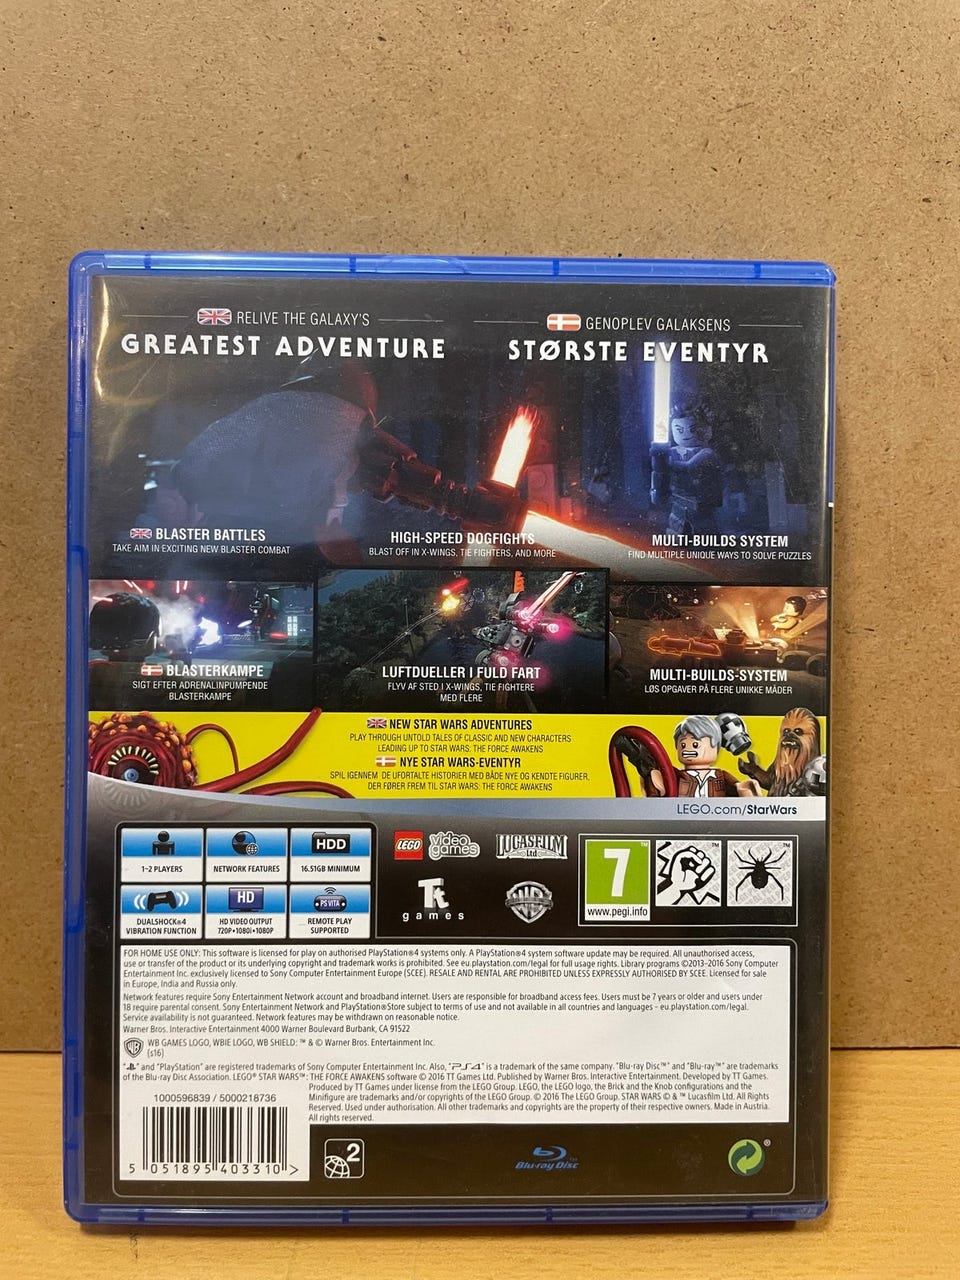 RELIVE THE GALAXY'S
GREATEST ADVENTURE
GENOPLEV GALAKSENS
STØRSTE EVENTYR
BLASTER BATTLES
TAKE AIM IN EXCITING NEW BLASTER COMBAT
HIGH-SPEED DOGFIGHTS
BLAST OFF IN X-WINGS, TIE FIGHTERS, AND MORE
MULTI-BUILDS SYSTEM
FIND MULTIPLE UNIQUE WAYS TO SOLVE PUZZLES
BLASTERKAMPE
SIGT EFTER ADRENALINPUMPENDE
BLASTERKAMPE
LUFTDUELLER I FULD FART
FLYV AF STED I X-WINGS, TIE FIGHTERE
MED FLERE
MULTI-BUILDS-SYSTEM
LØS OPGAVER PÅ FLERE UNIKKE MÅDER
NEW STAR WARS ADVENTURES
PLAY THROUGH UNTOLD TALES OF CLASSIC AND NEW CHARACTERS
LEADING UP TO STAR WARS: THE FORCE AWAKENS
NYE STAR WARS-EVENTYR
SPIL IGENNEM DE UFORTALTE HISTORIER MED BÅDE NYE OG KENDTE FIGURER,
DER FØRER FREM TIL STAR WARS: THE FORCE AWAKENS
LEGO.com/StarWars
1-2 PLAYERS
NETWORK FEATURES
HDD
16.51GB MINIMUM
DUALSHOCK®4
VIBRATION FUNCTION
HD
HD VIDEO OUTPUT
720P•1080i•1080P
PS VITA
REMOTE PLAY
SUPPORTED
LEGO video games
LUCASFILM
Ltd
Tt
games
WB
7
www.pegi.info
FOR HOME USE ONLY: This software is licensed for play on authorised PlayStation®4 systems only. A PlayStation®4 system software update may be required. All unauthorised access,
use or transfer of the product or its underlying copyright and trademark works is prohibited. See eu.playstation.com/legal for full usage rights. Library programs ©2013-2016 Sony Computer
Entertainment Inc. exclusively licensed to Sony Computer Entertainment Europe (SCEE). RESALE AND RENTAL ARE PROHIBITED UNLESS EXPRESSLY AUTHORISED BY SCEE. Licensed for sale
in Europe, India and Russia only.
Network features require Sony Entertainment Network account and broadband internet. Users are responsible for broadband access fees. Users must be 7 years or older and users under
18 require parental consent. Sony Entertainment Network and PlayStation®Store subject to terms of use and not available in all countries and languages - eu.playstation.com/legal.
Service availability is not guaranteed. Network features may be withdrawn on reasonable notice.
Warner Bros. Interactive Entertainment 4000 Warner Boulevard Burbank, CA 91522
WB GAMES LOGO, WBIE LOGO, WB SHIELD: ™ & © Warner Bros. Entertainment Inc.
(s16)
" " and "PlayStation" are registered trademarks of Sony Computer Entertainment Inc. Also, "PS4" is a trademark of the same company. "Blu-ray Disc™" and "Blu-ray™" are trademarks
of the Blu-ray Disc Association. LEGO® STAR WARS™: THE FORCE AWAKENS software © 2016 TT Games Ltd. Published by Warner Bros. Interactive Entertainment. Developed by TT Games.
Produced by TT Games under license from the LEGO Group. LEGO, the LEGO logo, the Brick and the Knob configurations and the
Minifigure are trademarks and/or copyrights of the LEGO Group. © 2016 The LEGO Group. STAR WARS © & ™ Lucasfilm Ltd. All Rights
Reserved. Used under authorisation. All other trademarks and copyrights are the property of their respective owners. Made in Austria.
All rights reserved.
1000596839 / 5000218736
5 051895 403310 >
2
Blu-ray Disc